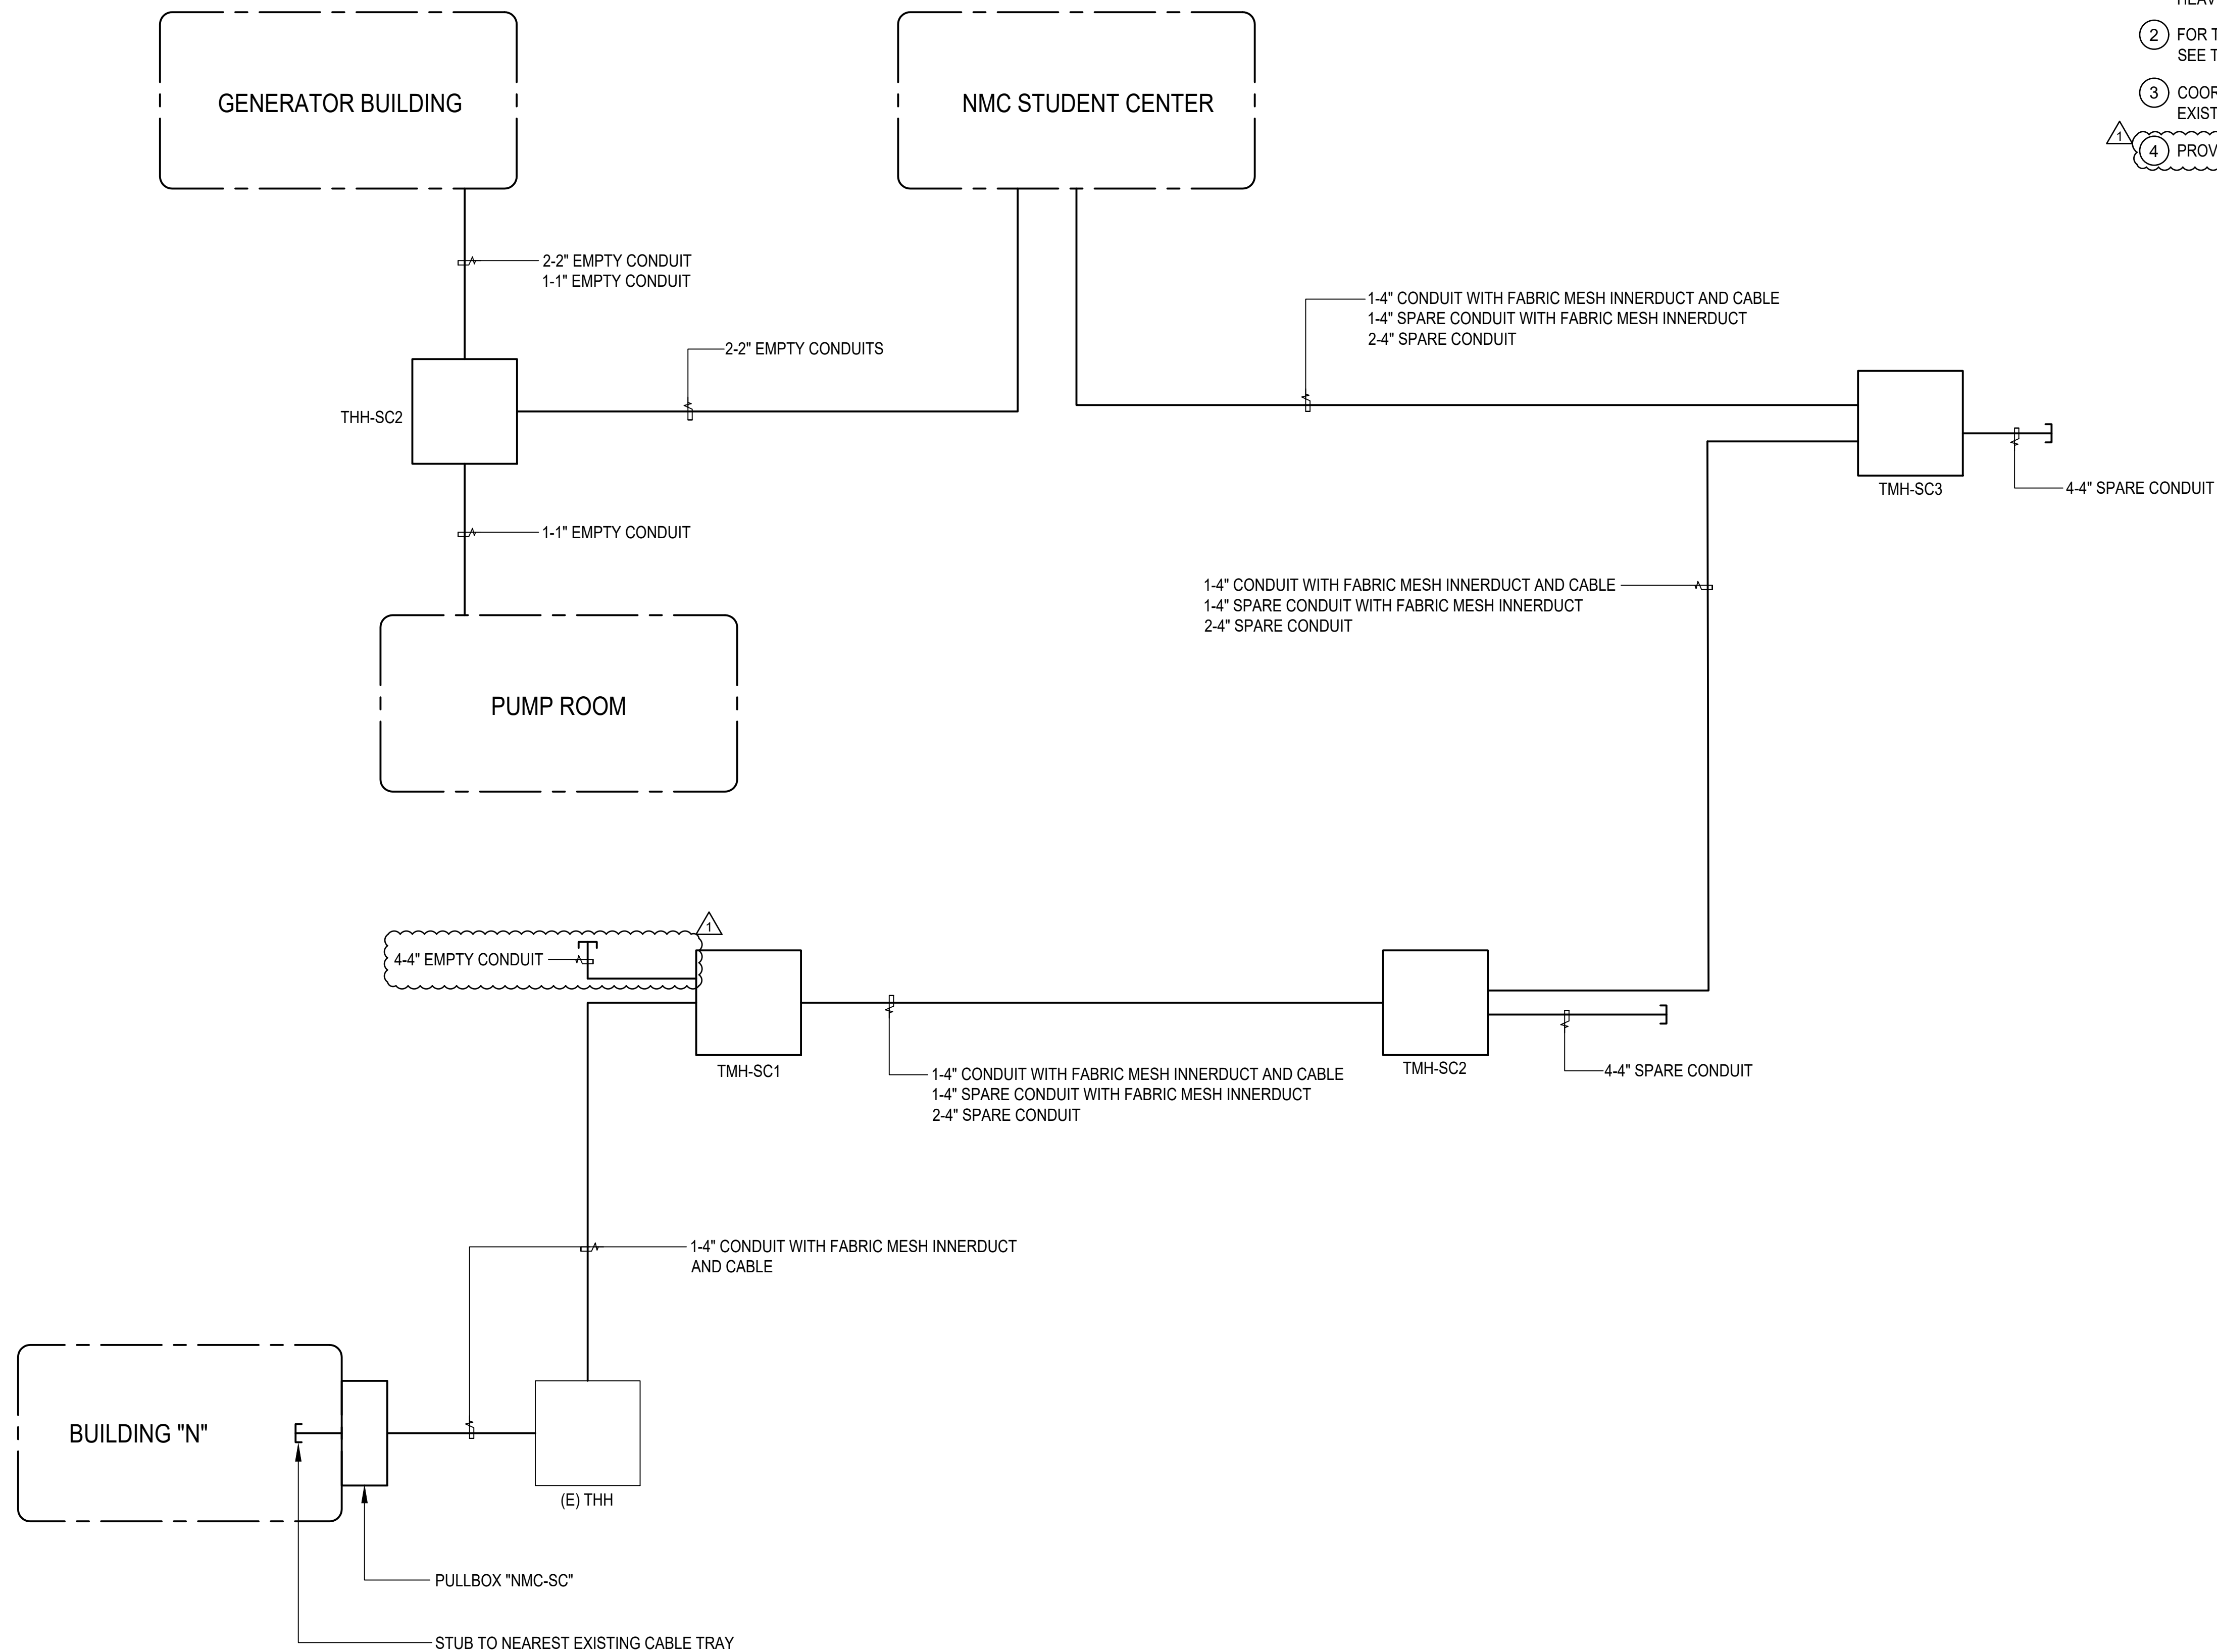 HEAV
2 FOR T
SEE T
3 COOR
EXIST
1
4 PROV
GENERATOR BUILDING
NMC STUDENT CENTER
2-2" EMPTY CONDUIT
1-1" EMPTY CONDUIT
2-2" EMPTY CONDUITS
1-4" CONDUIT WITH FABRIC MESH INNERDUCT AND CABLE
1-4" SPARE CONDUIT WITH FABRIC MESH INNERDUCT
2-4" SPARE CONDUIT
THH-SC2
TMH-SC3
4-4" SPARE CONDUIT
1-1" EMPTY CONDUIT
1-4" CONDUIT WITH FABRIC MESH INNERDUCT AND CABLE
1-4" SPARE CONDUIT WITH FABRIC MESH INNERDUCT
2-4" SPARE CONDUIT
PUMP ROOM
1
4-4" EMPTY CONDUIT
TMH-SC1
TMH-SC2
1-4" CONDUIT WITH FABRIC MESH INNERDUCT AND CABLE
1-4" SPARE CONDUIT WITH FABRIC MESH INNERDUCT
2-4" SPARE CONDUIT
4-4" SPARE CONDUIT
1-4" CONDUIT WITH FABRIC MESH INNERDUCT
AND CABLE
BUILDING "N"
(E) THH
PULLBOX "NMC-SC"
STUB TO NEAREST EXISTING CABLE TRAY